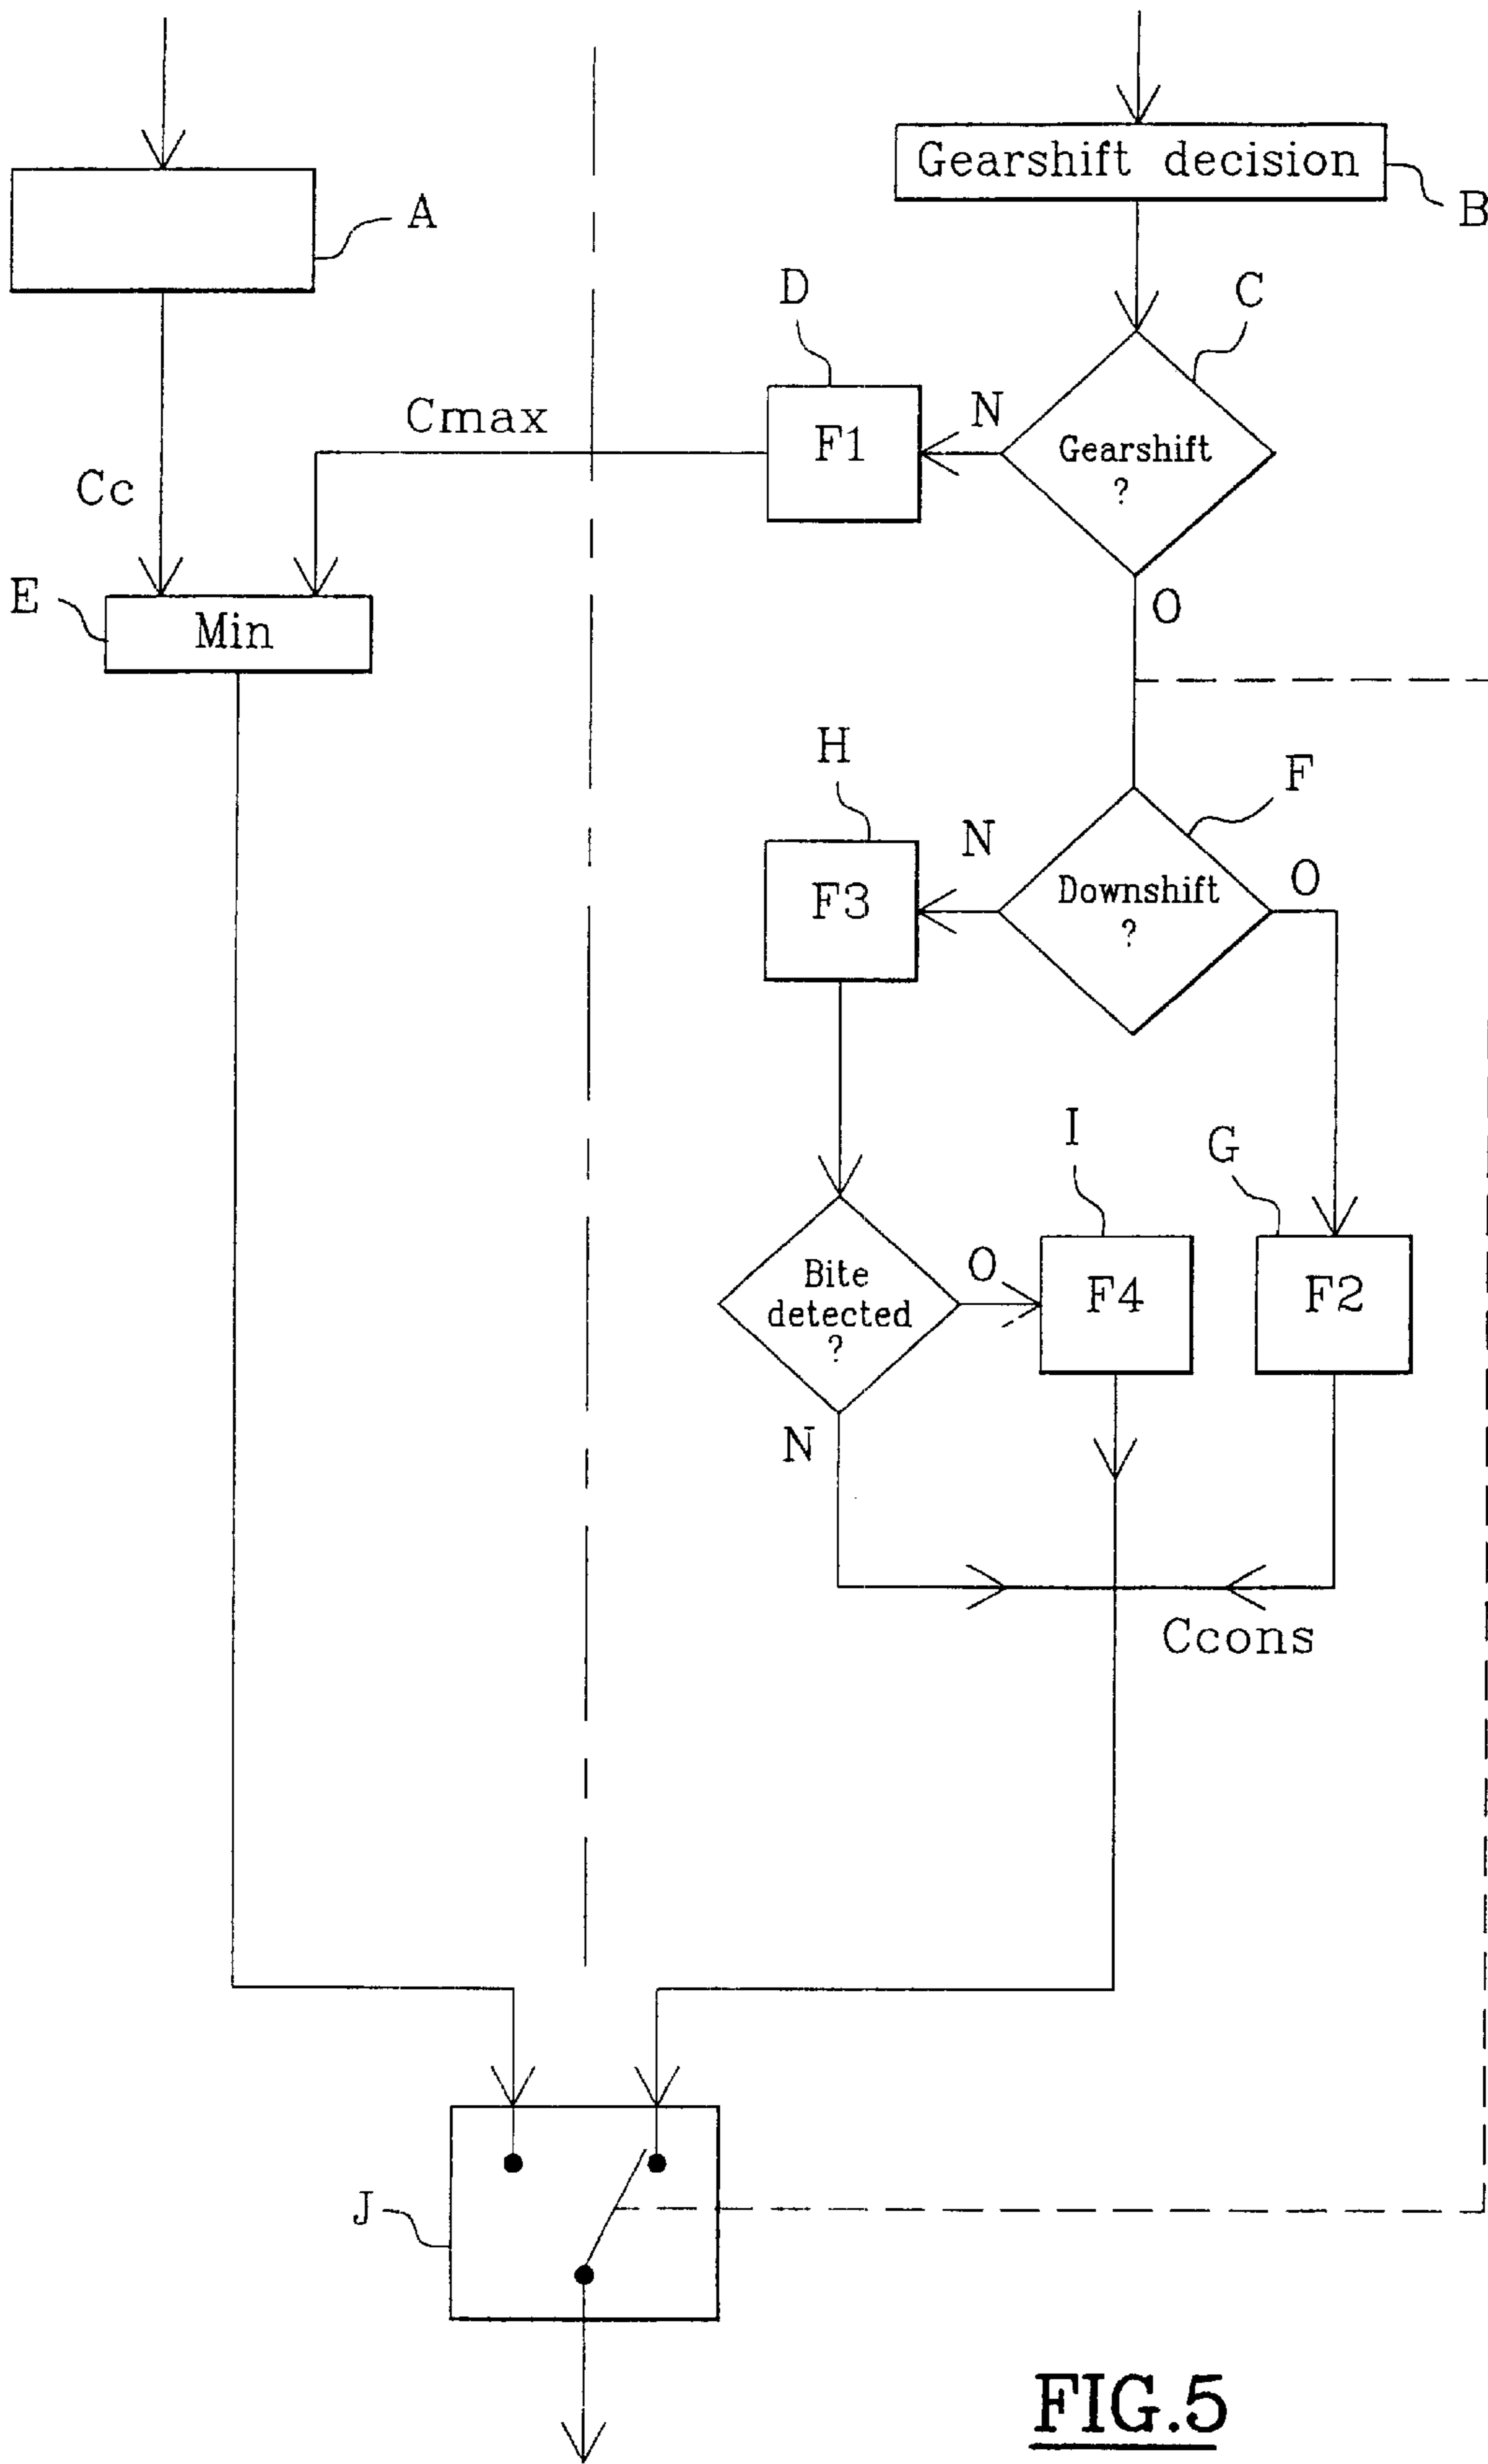 Gearshift decision
B
A
D
C
N
Cmax
F1
Gearshift
?
Cc
E
Min
O
H
F
N
O
F3
Downshift
?
I
G
Bite
detected
?
O
F4
F2
N
Ccons
J
FIG.5